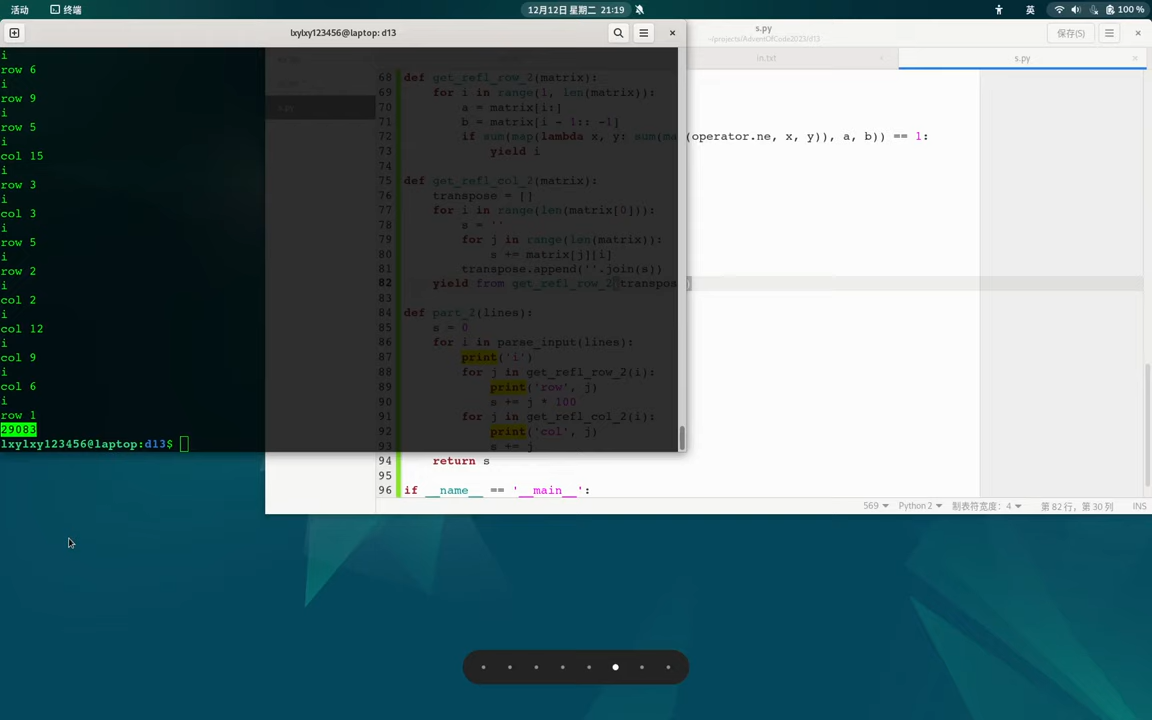 活动 终端 12月12日 星期二 21:19 英 100 %
lxylxy123456@laptop: d13
i
row 6
i
row 9
i
row 5
i
col 15
i
row 3
i
col 3
i
row 5
i
row 2
i
col 2
i
col 12
i
col 9
i
col 6
i
row 1
29083
lxylxy123456@laptop:d13$
s.py
~/projects/AdventOfCode2023/d13
保存(S)
in.txt
s.py
s.py
68 def get_refl_row_2(matrix):
69 for i in range(1, len(matrix)):
70 a = matrix[i:]
71 b = matrix[i - 1:: -1]
72 if sum(map(lambda x, y: sum(map(operator.ne, x, y)), a, b)) == 1:
73 yield i
74
75 def get_refl_col_2(matrix):
76 transpose = []
77 for i in range(len(matrix[0])):
78 s = ''
79 for j in range(len(matrix)):
80 s += matrix[j][i]
81 transpose.append(''.join(s))
82 yield from get_refl_row_2(transpos
83
84 def part_2(lines):
85 s = 0
86 for i in parse_input(lines):
87 print('i')
88 for j in get_refl_row_2(i):
89 print('row', j)
90 s += j * 100
91 for j in get_refl_col_2(i):
92 print('col', j)
93 s += j
94 return s
95
96 if __name__ == '__main__':
569 Python 2 制表符宽度：4 第 82 行，第 30 列 INS